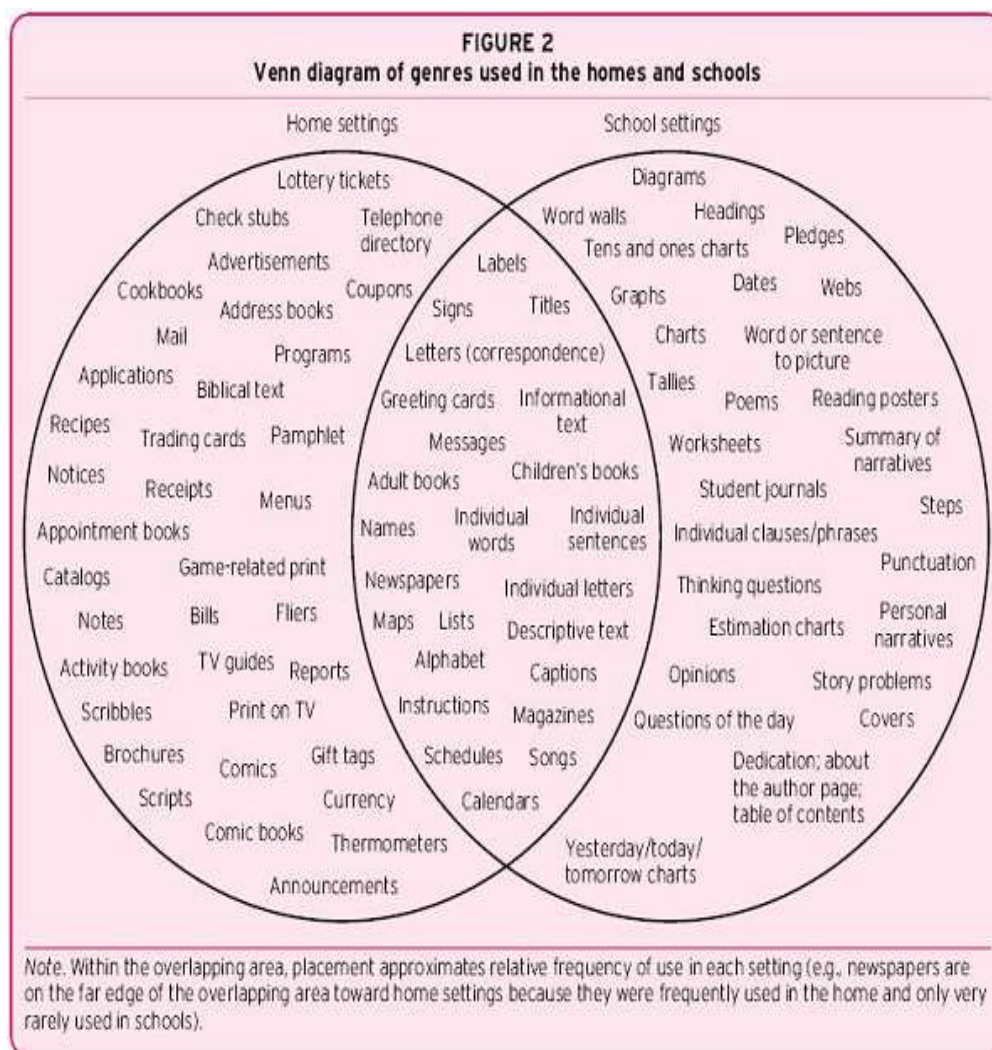 FIGURE 2
Venn diagram of genres used in the homes and schools
Home settings
School settings
Lottery tickets
Check stubs
Telephone
directory
Advertisements
Cookbooks
Coupons
Address books
Mail
Programs
Applications
Biblical text
Recipes
Trading cards
Pamphlet
Notices
Receipts
Menus
Appointment books
Catalogs
Game-related print
Notes
Bills
Fliers
Activity books
TV guides
Reports
Scribbles
Print on TV
Brochures
Comics
Gift tags
Scripts
Currency
Comic books
Thermometers
Announcements
Labels
Signs
Titles
Letters (correspondence)
Greeting cards
Informational
text
Messages
Adult books
Children's books
Names
Individual
words
Individual
sentences
Newspapers
Individual letters
Maps
Lists
Descriptive text
Alphabet
Captions
Instructions
Magazines
Schedules
Songs
Calendars
Diagrams
Word walls
Headings
Pledges
Tens and ones charts
Graphs
Dates
Webs
Charts
Word or sentence
to picture
Tallies
Poems
Reading posters
Worksheets
Summary of
narratives
Student journals
Steps
Individual clauses/phrases
Punctuation
Thinking questions
Estimation charts
Personal
narratives
Opinions
Story problems
Questions of the day
Covers
Dedication; about
the author page;
table of contents
Yesterday/today/
tomorrow charts
Note. Within the overlapping area, placement approximates relative frequency of use in each setting (e.g., newspapers are
on the far edge of the overlapping area toward home settings because they were frequently used in the home and only very
rarely used in schools).